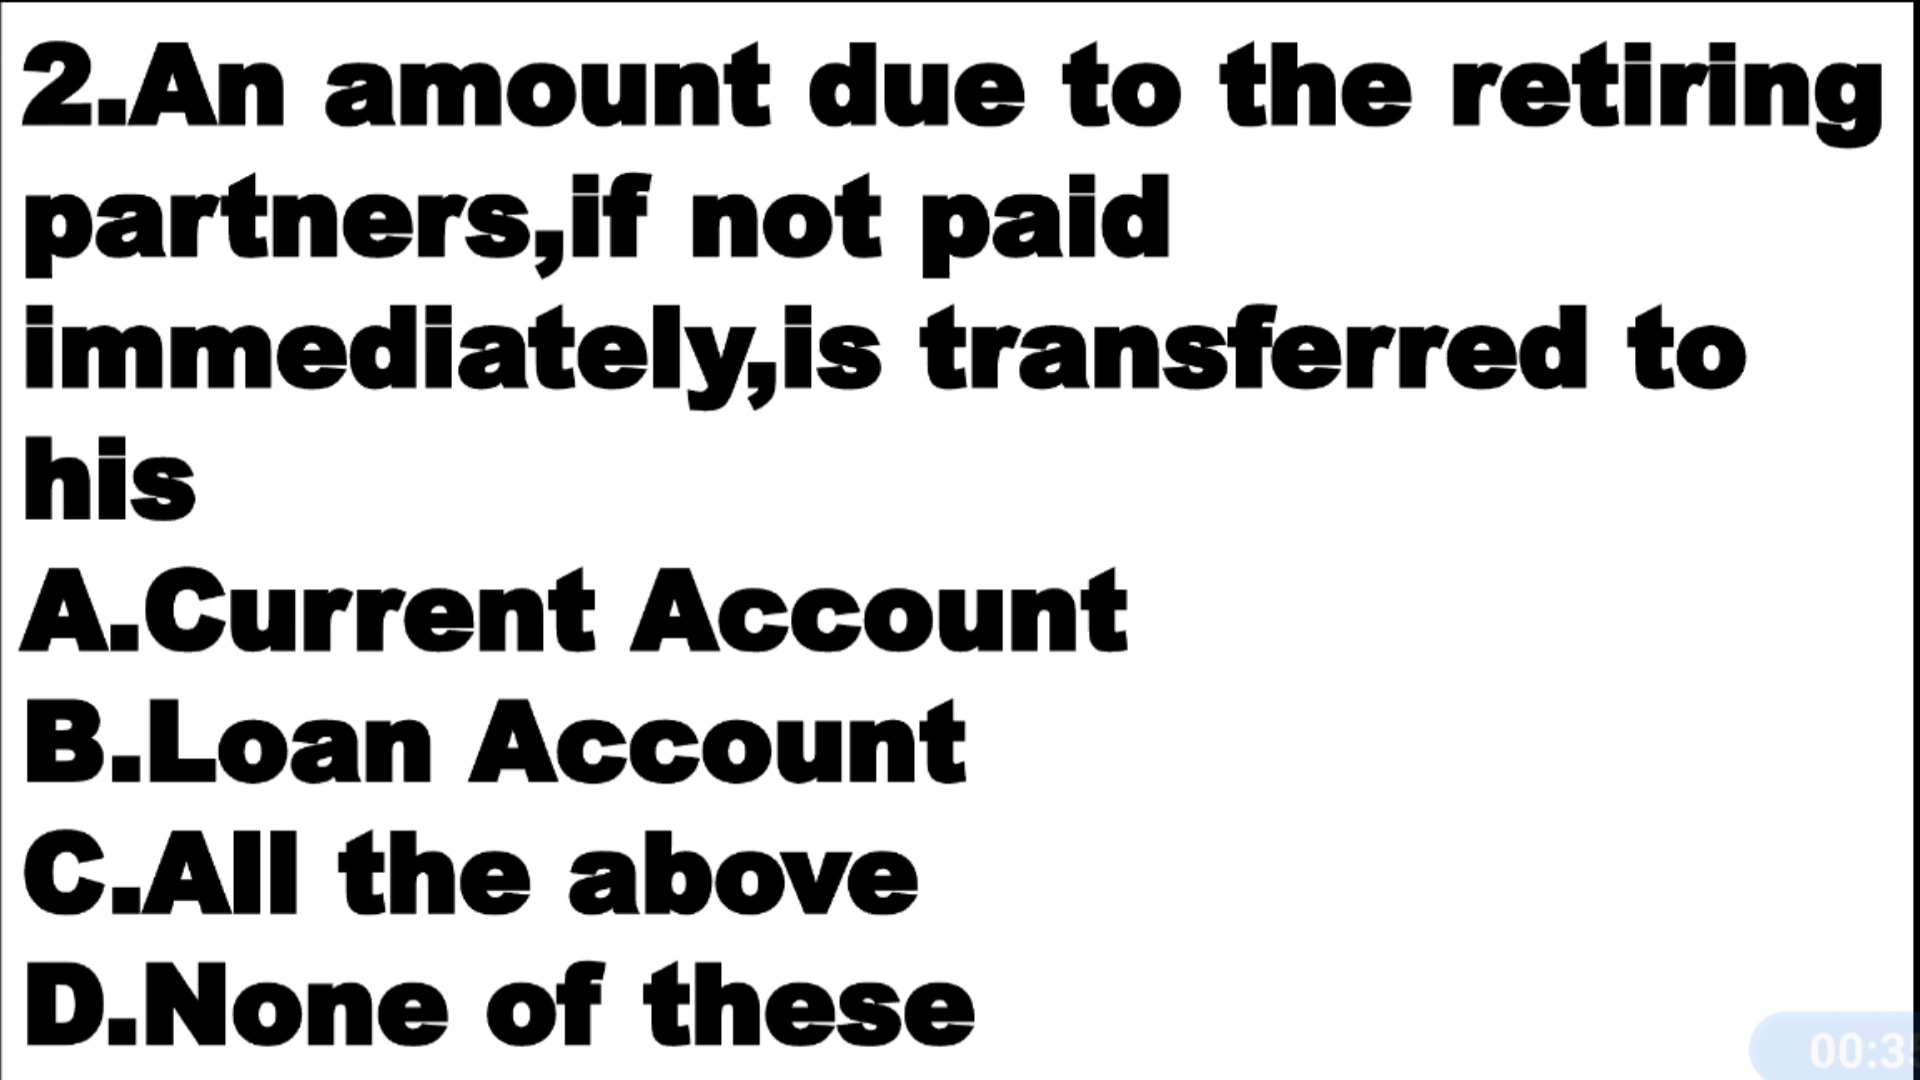 2.An amount due to the retiring
partners,if not paid
immediately,is transferred to
his
A.Current Account
B.Loan Account
C.All the above
D.None of these